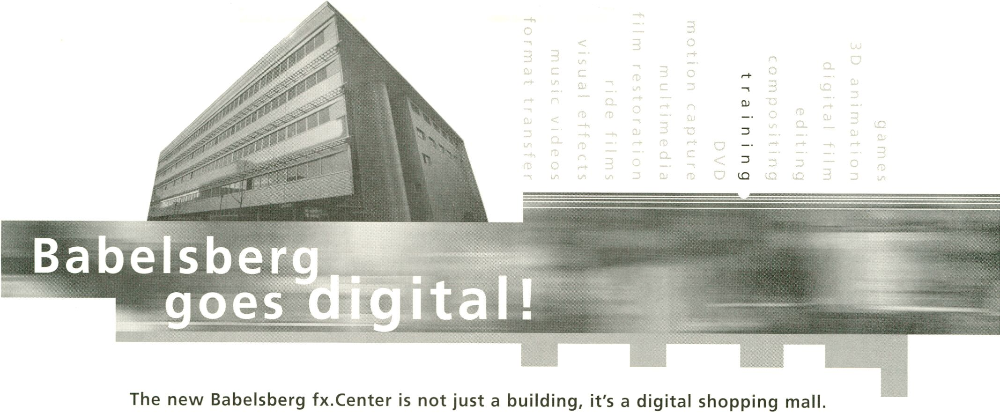 format transfer
music videos
visual effects
ride films
film restoration
multimedia
motion capture
DVD
training
compositing
editing
digital film
3D animation
games
Babelsberg
goes digital!
The new Babelsberg fx.Center is not just a building, it's a digital shopping mall.